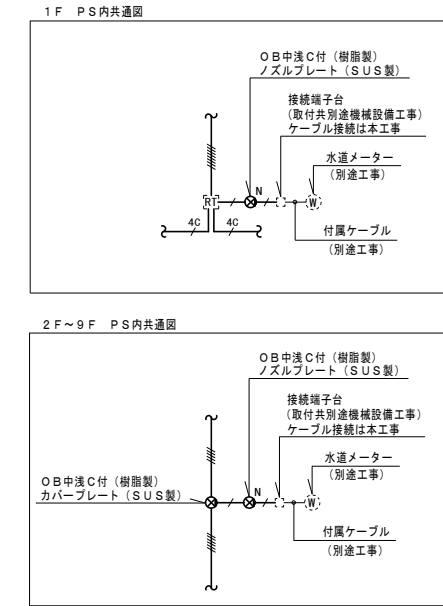 １Ｆ　ＰＳ内共通図
ＯＢ中浅Ｃ付（樹脂製）
ノズルプレート（ＳＵＳ製）
接続端子台
（取付共別途機械設備工事）
ケーブル接続は本工事
水道メーター
（別途工事）
N
RT
W
4C
4C
付属ケーブル
（別途工事）
２Ｆ～９Ｆ　ＰＳ内共通図
ＯＢ中浅Ｃ付（樹脂製）
ノズルプレート（ＳＵＳ製）
接続端子台
（取付共別途機械設備工事）
ケーブル接続は本工事
水道メーター
（別途工事）
ＯＢ中浅Ｃ付（樹脂製）
カバープレート（ＳＵＳ製）
N
W
付属ケーブル
（別途工事）